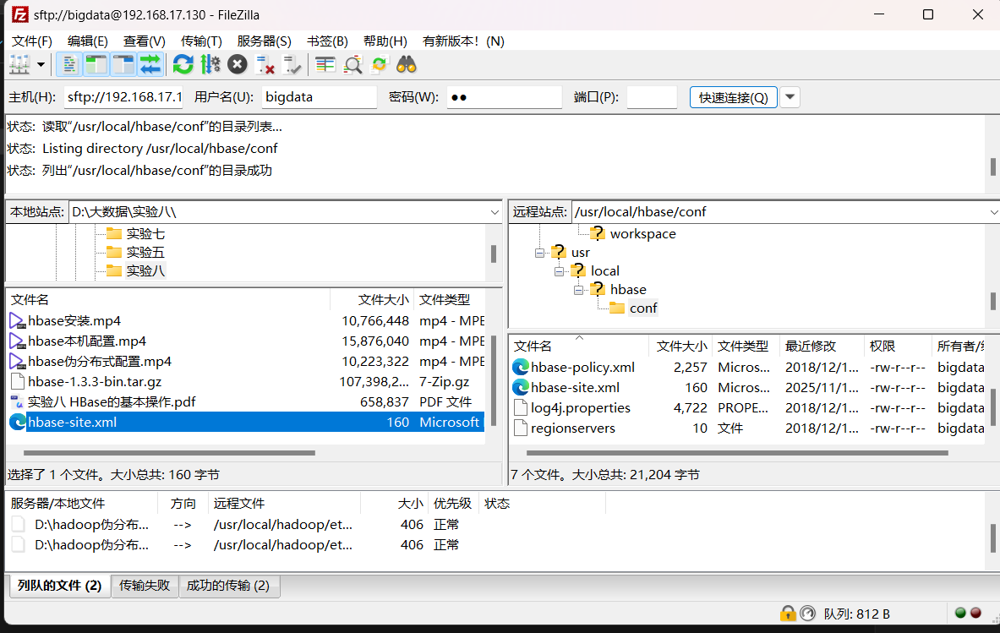 sftp://bigdata@192.168.17.130 - FileZilla
文件(F) 编辑(E) 查看(V) 传输(T) 服务器(S) 书签(B) 帮助(H) 有新版本! (N)
主机(H): sftp://192.168.17.1 用户名(U): bigdata 密码(W): ●● 端口(P): 快速连接(Q)
状态: 读取“/usr/local/hbase/conf”的目录列表...
状态: Listing directory /usr/local/hbase/conf
状态: 列出“/usr/local/hbase/conf”的目录成功
本地站点: D:\大数据\实验八\
实验七
实验五
实验八
文件名 文件大小 文件类型
hbase安装.mp4 10,766,448 mp4 - MPE
hbase本机配置.mp4 15,876,040 mp4 - MPE
hbase伪分布式配置.mp4 10,223,322 mp4 - MPE
hbase-1.3.3-bin.tar.gz 107,398,2... 7-Zip.gz
实验八 HBase的基本操作.pdf 658,837 PDF 文件
hbase-site.xml 160 Microsoft
选择了 1 个文件。大小总共: 160 字节
远程站点: /usr/local/hbase/conf
workspace
usr
local
hbase
conf
文件名 文件大小 文件类型 最近修改 权限 所有者/组
hbase-policy.xml 2,257 Micros... 2018/12/1... -rw-r--r-- bigdata
hbase-site.xml 160 Micros... 2025/11/1... -rw-r--r-- bigdata
log4j.properties 4,722 PROPE... 2018/12/1... -rw-r--r-- bigdata
regionservers 10 文件 2018/12/1... -rw-r--r-- bigdata
7 个文件。大小总共: 21,204 字节
服务器/本地文件 方向 远程文件 大小 优先级 状态
D:\hadoop伪分布... --> /usr/local/hadoop/et... 406 正常
D:\hadoop伪分布... --> /usr/local/hadoop/et... 406 正常
列队的文件 (2) 传输失败 成功的传输 (2)
队列: 812 B